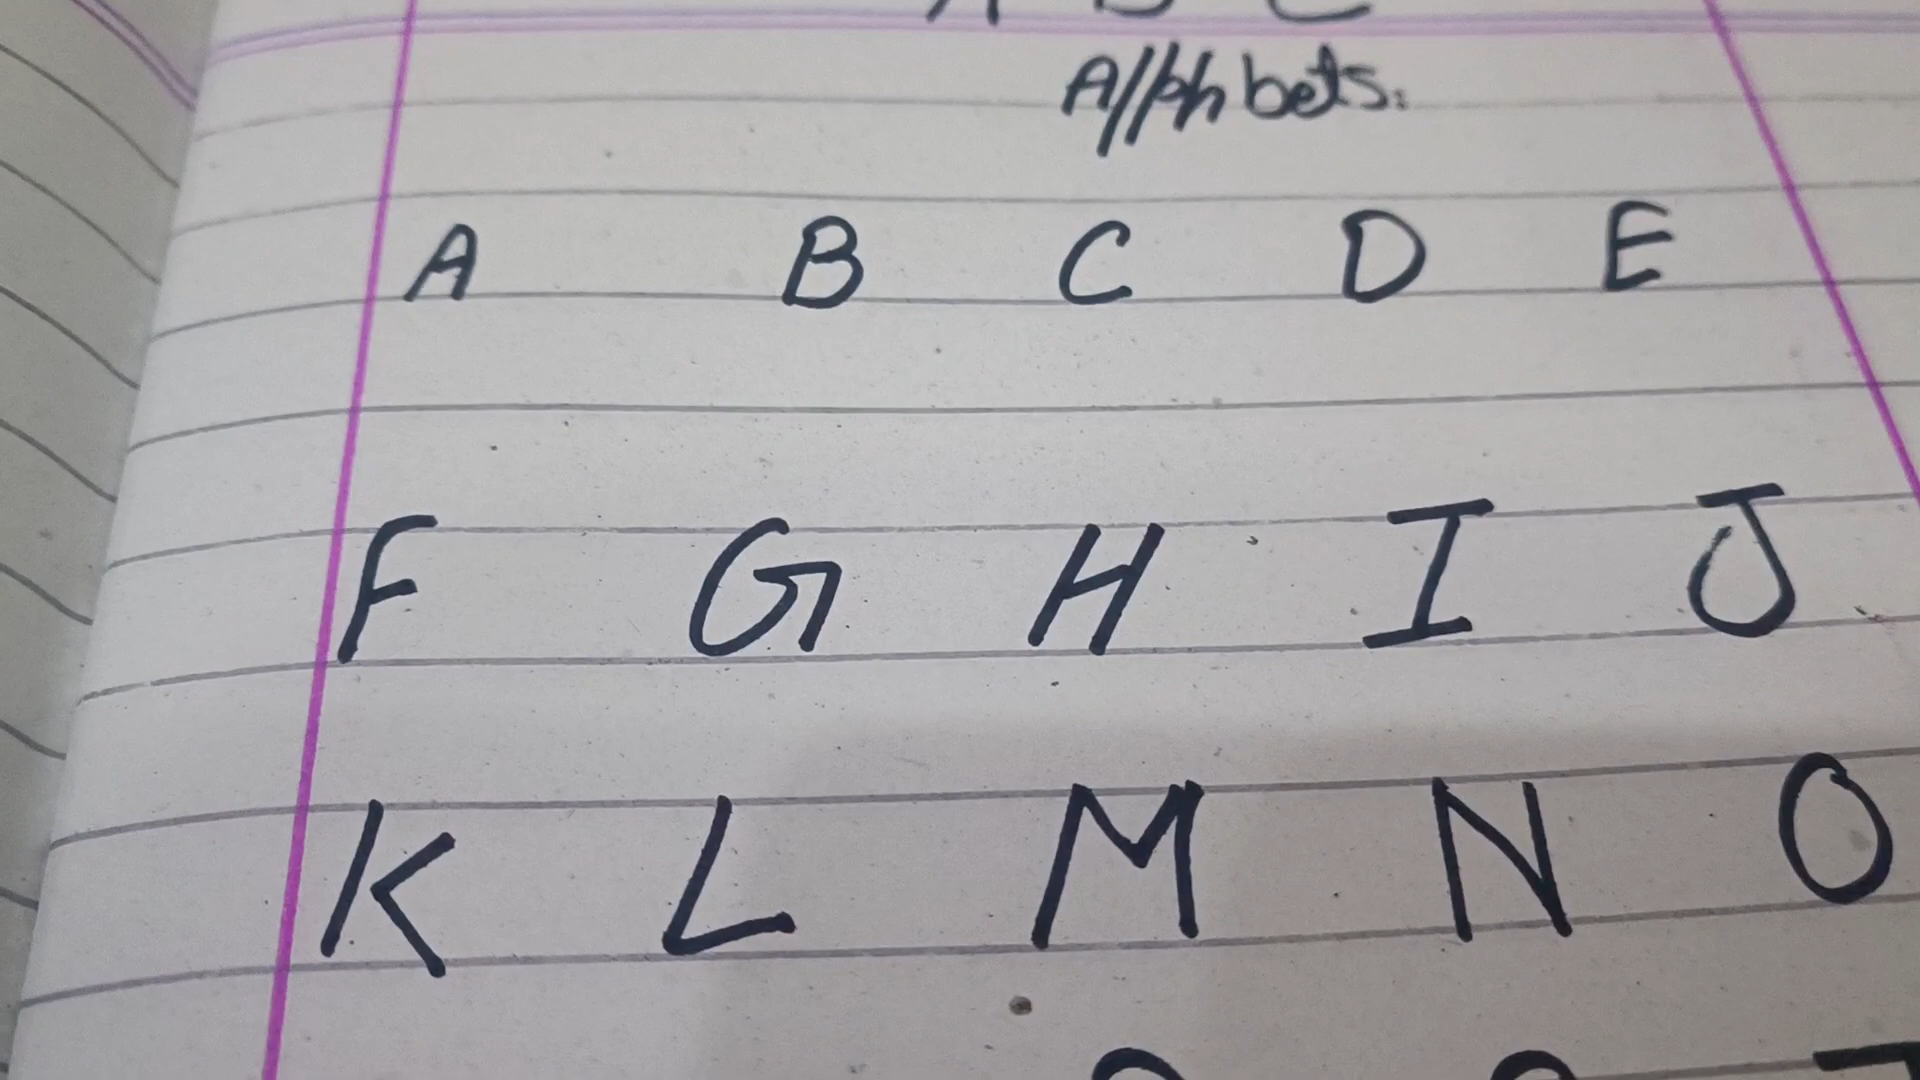 A B C
Allphbets.
A B C D E
F G H I J
K L M N O